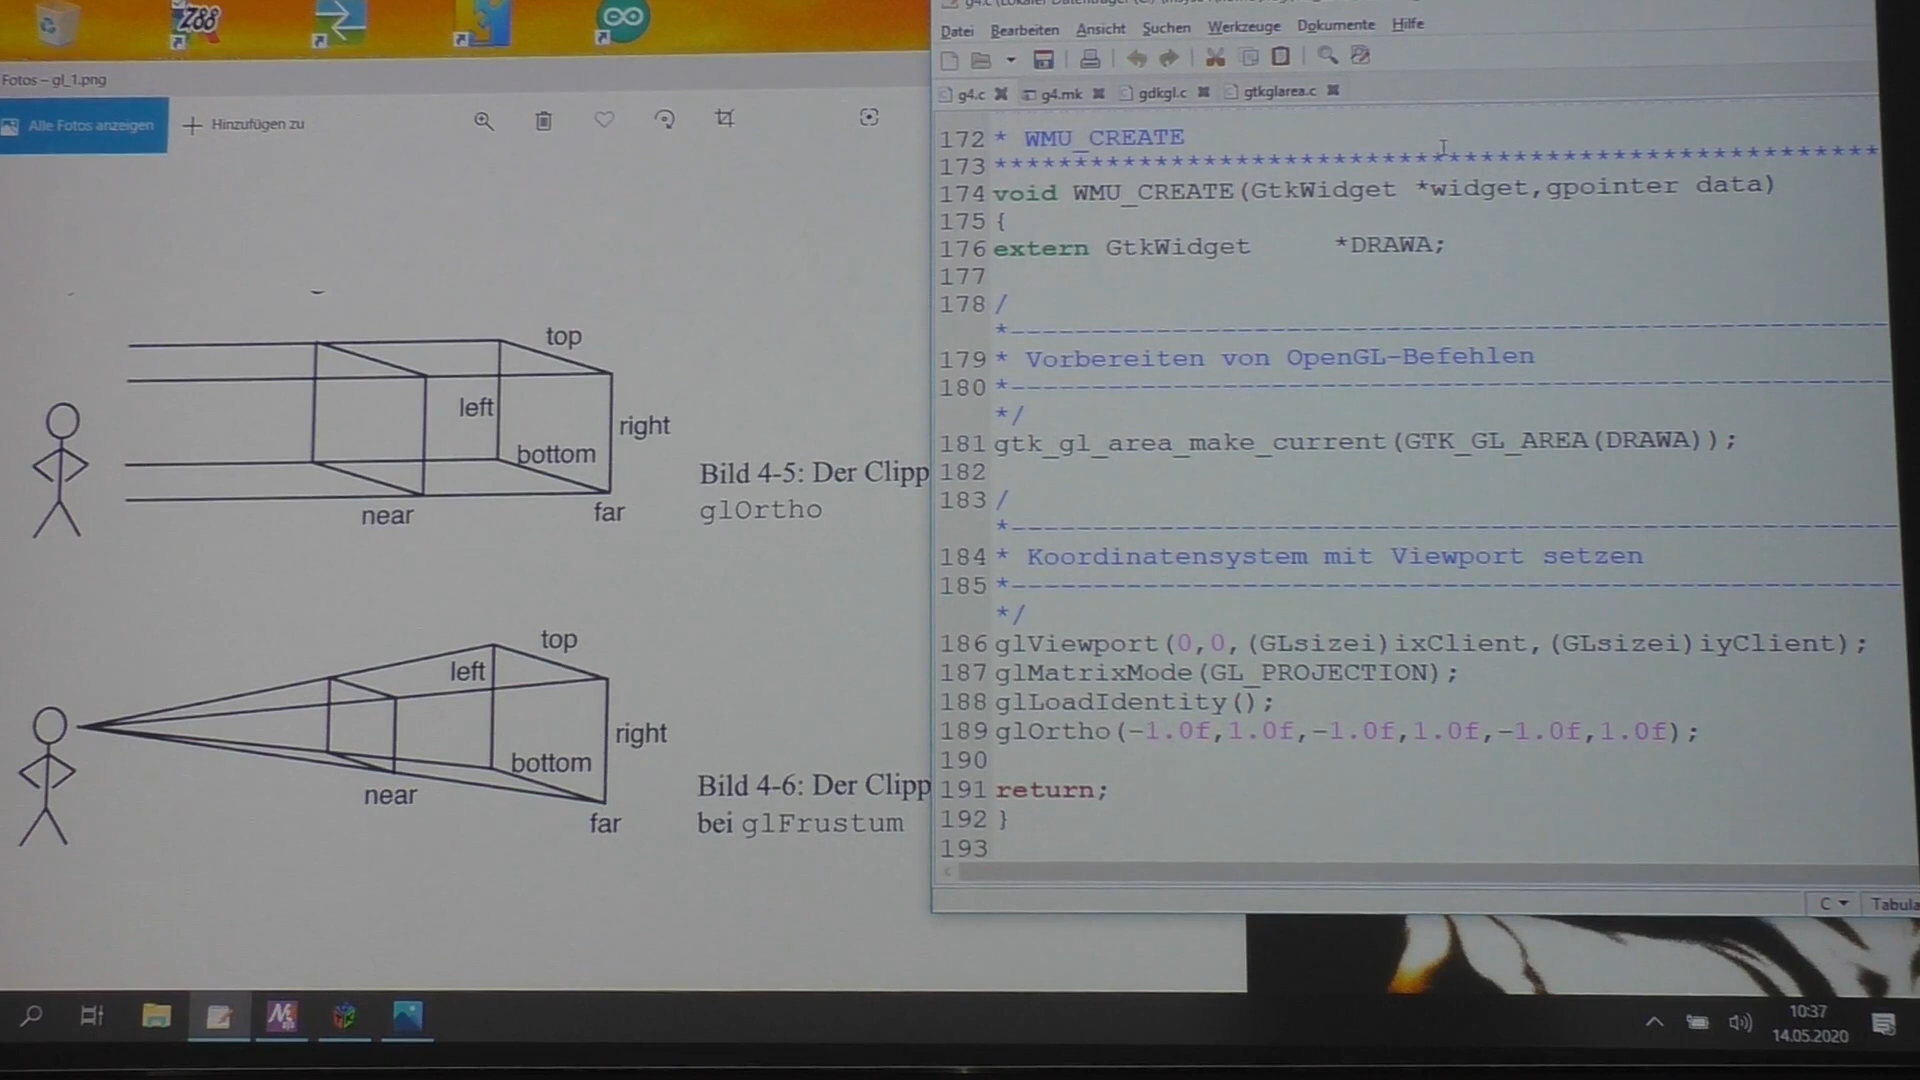 Z88
Fotos – gl_1.png
Alle Fotos anzeigen
Hinzufügen zu
top
left
right
bottom
near
far
Bild 4-5: Der Clipp
glOrtho
top
left
right
bottom
near
far
Bild 4-6: Der Clipp
bei glFrustum
Datei Bearbeiten Ansicht Suchen Werkzeuge Dokumente Hilfe
g4.c g4.mk gdkgl.c gtkglarea.c
172 * WMU_CREATE
173 *******************************************************
174 void WMU_CREATE(GtkWidget *widget,gpointer data)
175 {
176 extern GtkWidget *DRAWA;
177
178 /
*--------------------------------------------------------
179 * Vorbereiten von OpenGL-Befehlen
180 *--------------------------------------------------------
*/
181 gtk_gl_area_make_current(GTK_GL_AREA(DRAWA));
182
183 /
*--------------------------------------------------------
184 * Koordinatensystem mit Viewport setzen
185 *--------------------------------------------------------
*/
186 glViewport(0,0,(GLsizei)ixClient,(GLsizei)iyClient);
187 glMatrixMode(GL_PROJECTION);
188 glLoadIdentity();
189 glOrtho(-1.0f,1.0f,-1.0f,1.0f,-1.0f,1.0f);
190
191 return;
192 }
193
C Tabula
10:37
14.05.2020